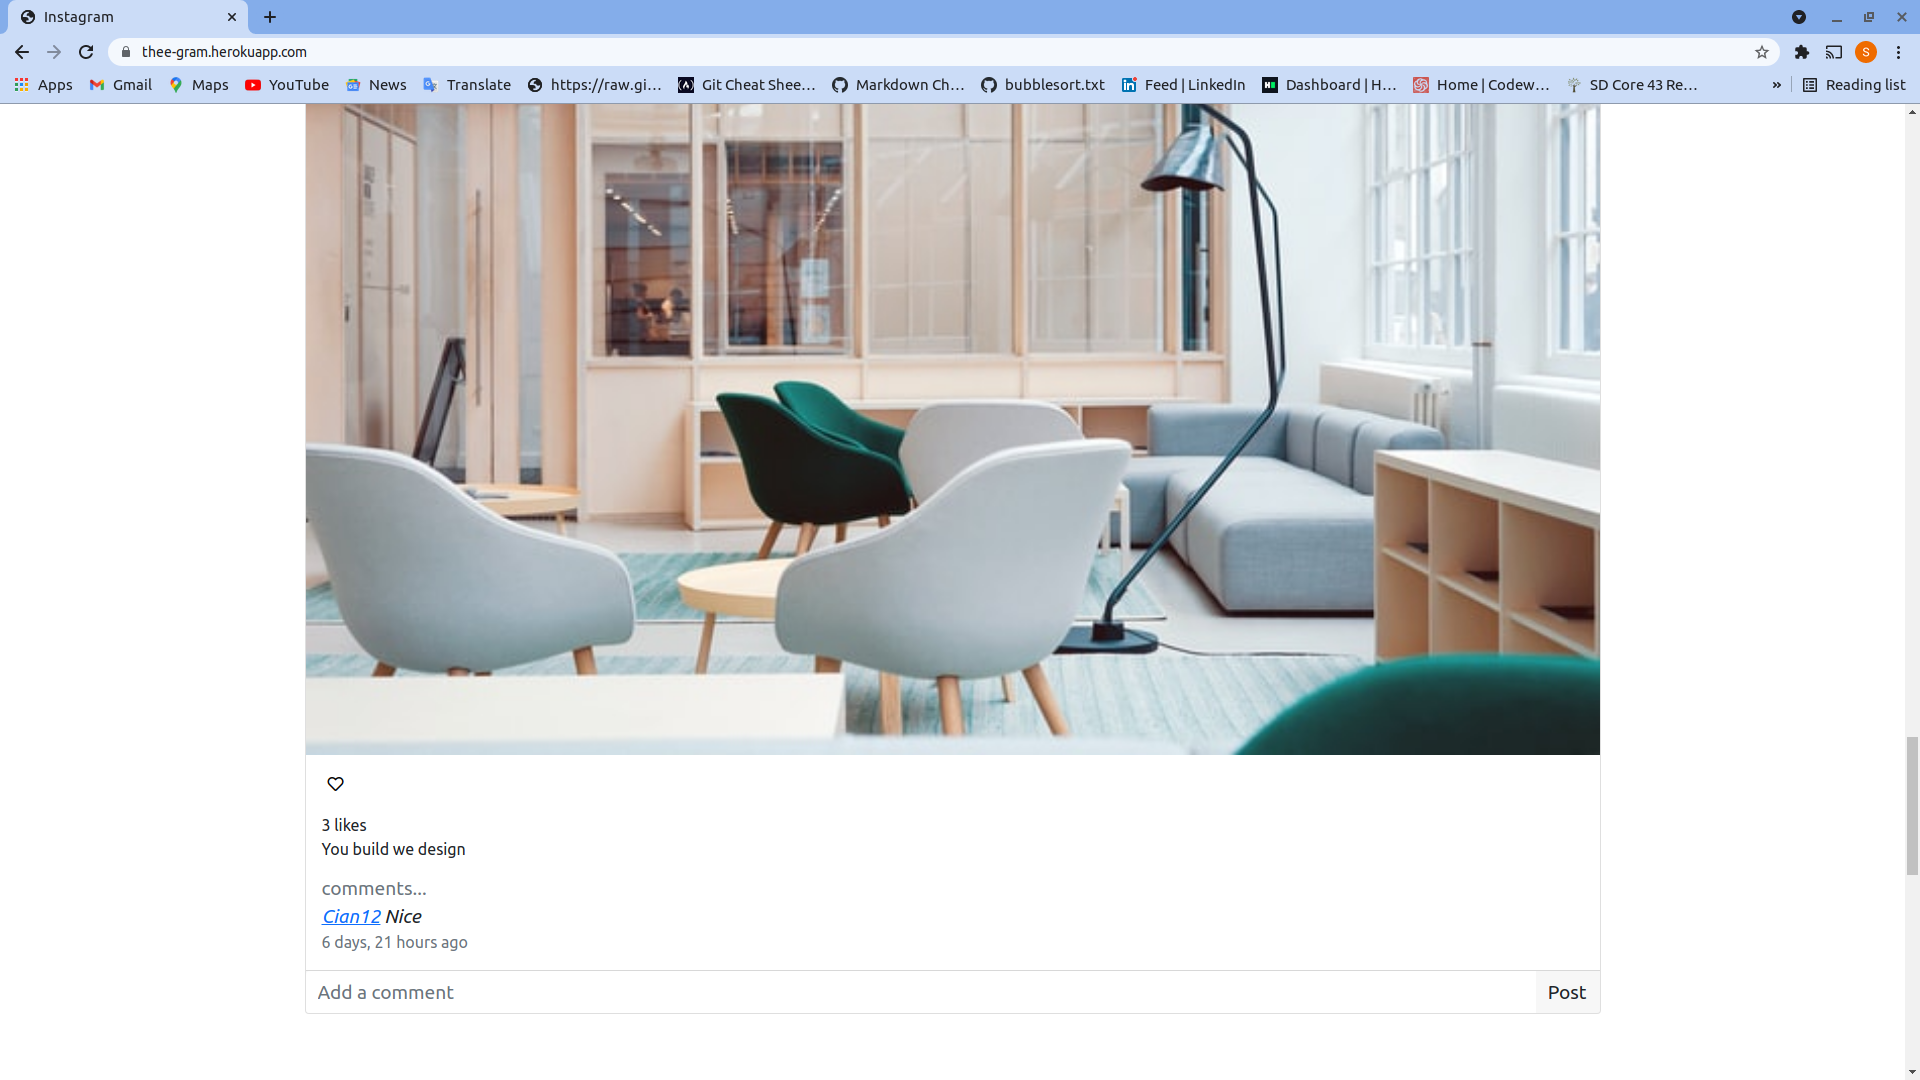 Instagram
thee-gram.herokuapp.com
S
Apps Gmail Maps YouTube News Translate https://raw.gi... Git Cheat Shee... Markdown Ch... bubblesort.txt Feed | LinkedIn Dashboard | H... Home | Codew... SD Core 43 Re... » Reading list
3 likes
You build we design
comments...
Cian12 Nice
6 days, 21 hours ago
Add a comment
Post